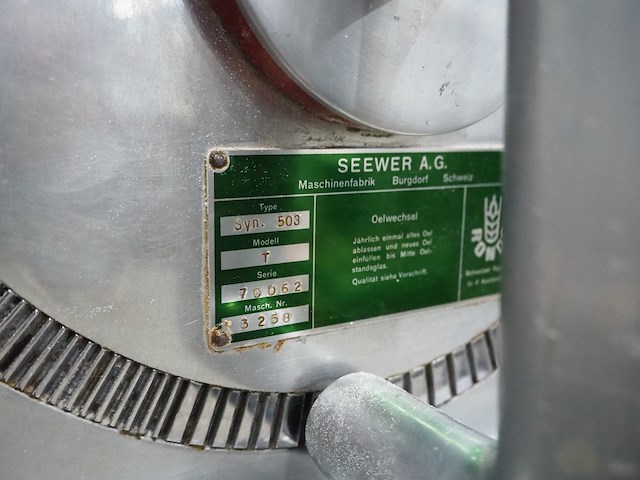 SEEWER A.G.
Maschinenfabrik Burgdorf Schweiz
Type
Syn. 503
Modell
T
Serie
70062
Masch. Nr.
3258
Oelwechsel
Jährlich einmal altes Oel
ablassen und neues Oel
einfüllen bis Mitte Oel-
standsglas.
Qualität siehe Vorschrift.